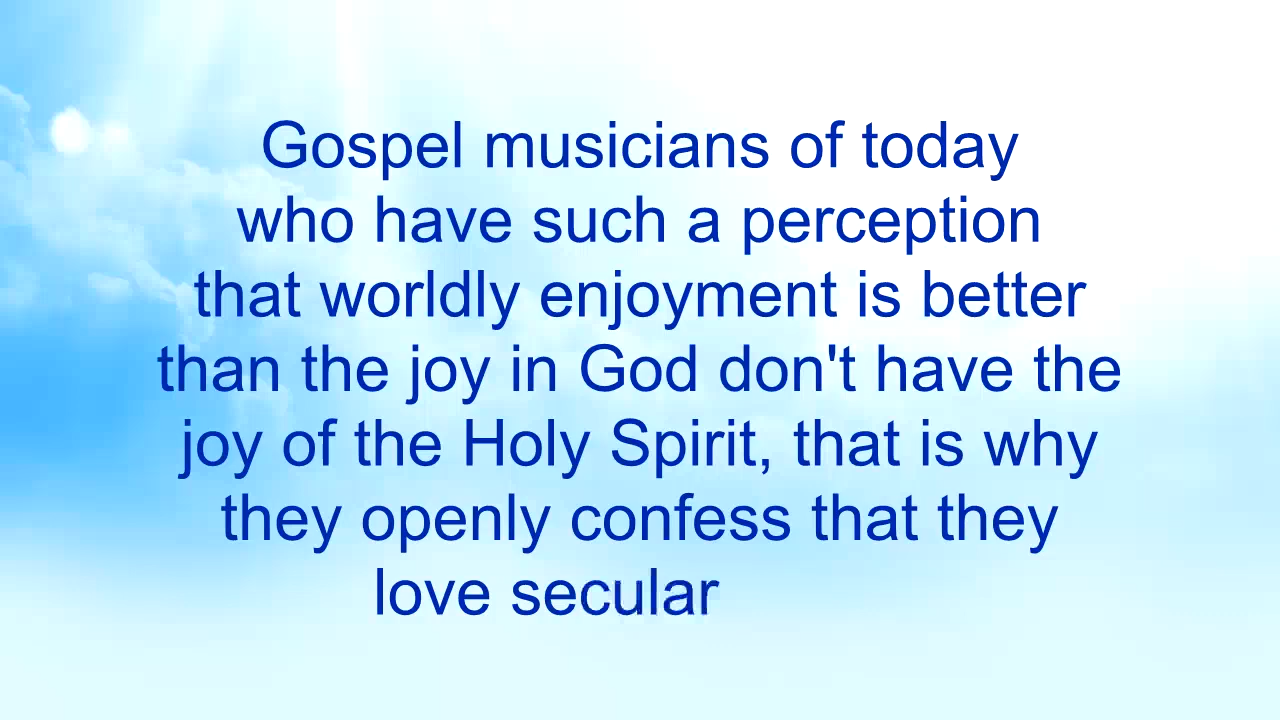 Gospel musicians of today
who have such a perception
that worldly enjoyment is better
than the joy in God don't have the
joy of the Holy Spirit, that is why
they openly confess that they
love secular